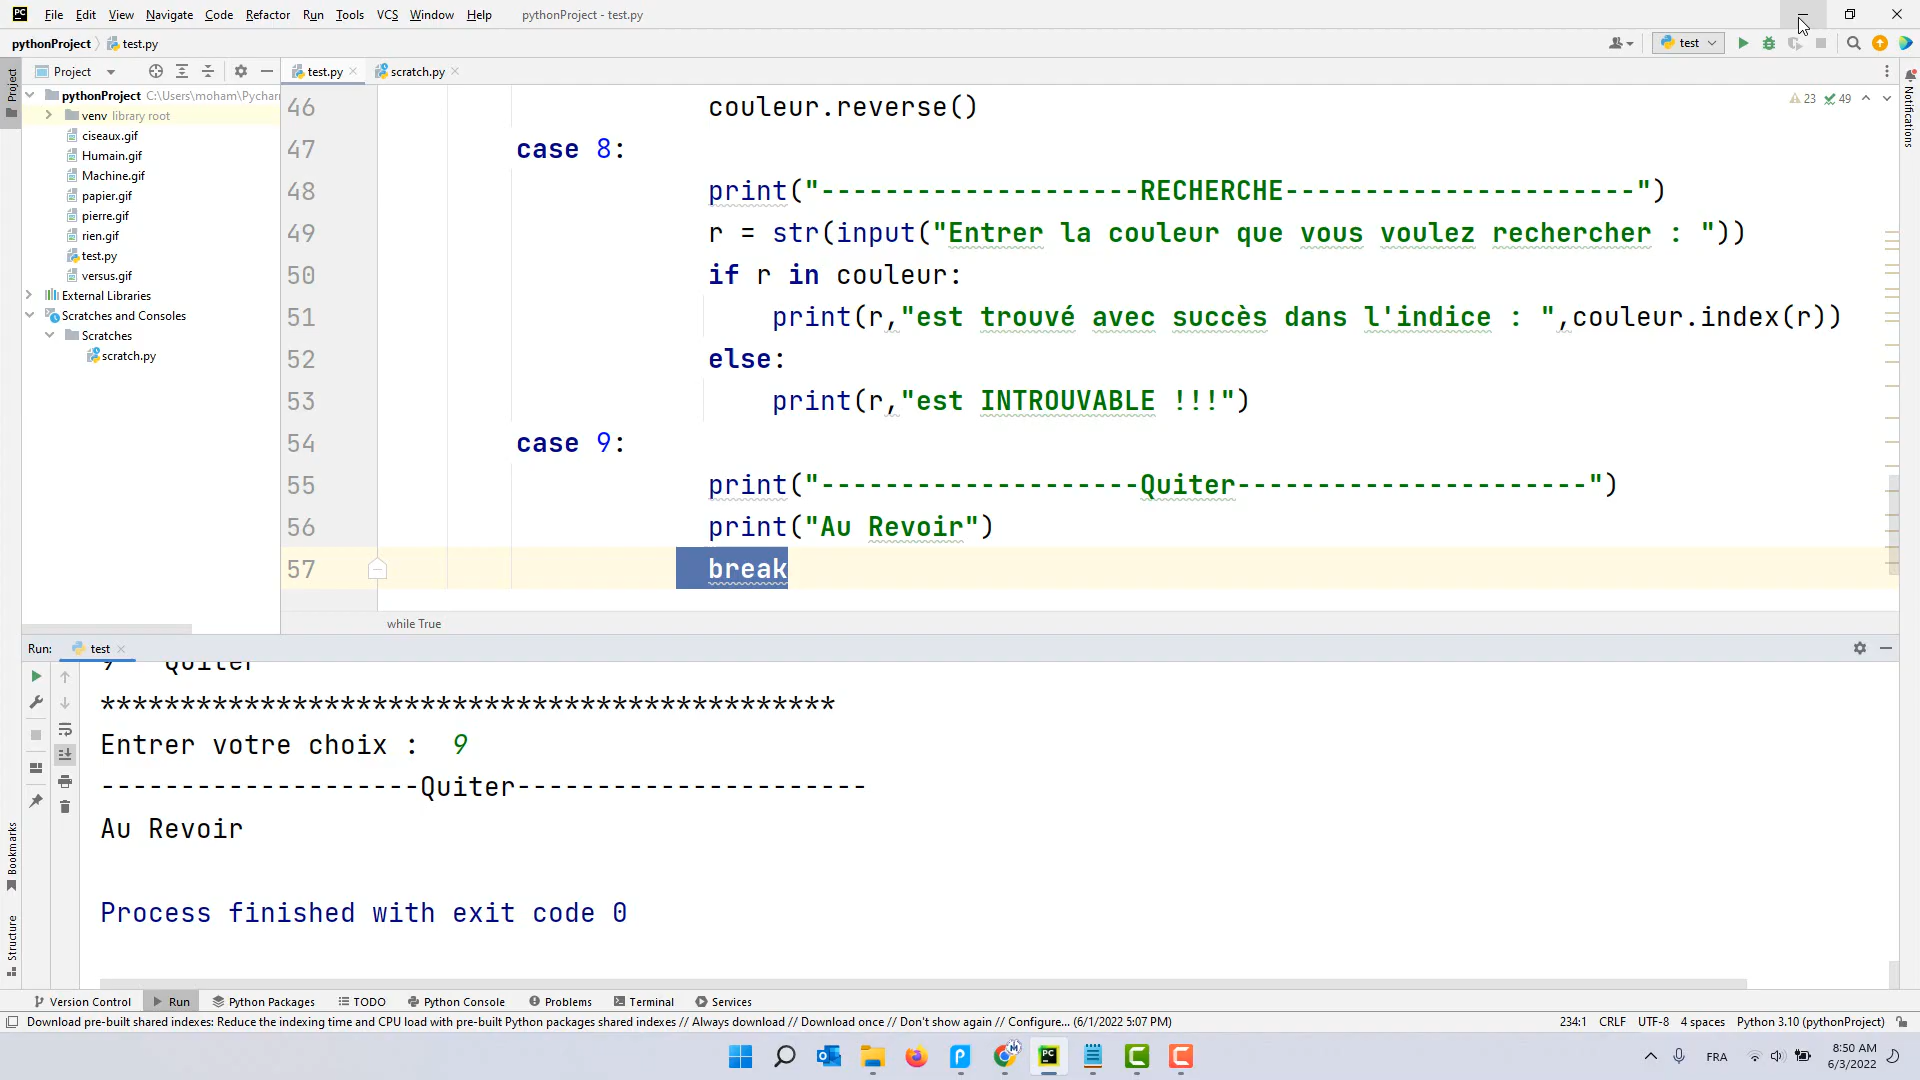 PC File Edit View Navigate Code Refactor Run Tools VCS Window Help pythonProject - test.py
pythonProject test.py test
Project test.py scratch.py
pythonProject C:\Users\moham\Pychar
venv library root
ciseaux.gif
Humain.gif
Machine.gif
papier.gif
pierre.gif
rien.gif
test.py
versus.gif
External Libraries
Scratches and Consoles
Scratches
scratch.py
Project
Bookmarks
Structure
Notifications
23 49
46 couleur.reverse()
47 case 8:
48 print("--------------------RECHERCHE----------------------")
49 r = str(input("Entrer la couleur que vous voulez rechercher : "))
50 if r in couleur:
51 print(r,"est trouvé avec succès dans l'indice : ",couleur.index(r))
52 else:
53 print(r,"est INTROUVABLE !!!")
54 case 9:
55 print("--------------------Quiter----------------------")
56 print("Au Revoir")
57 break
while True
Run: test
9 Quiter
**********************************************
Entrer votre choix : 9
--------------------Quiter----------------------
Au Revoir
Process finished with exit code 0
Version Control Run Python Packages TODO Python Console Problems Terminal Services
Download pre-built shared indexes: Reduce the indexing time and CPU load with pre-built Python packages shared indexes // Always download // Download once // Don't show again // Configure... (6/1/2022 5:07 PM) 234:1 CRLF UTF-8 4 spaces Python 3.10 (pythonProject)
FRA 8:50 AM
6/3/2022